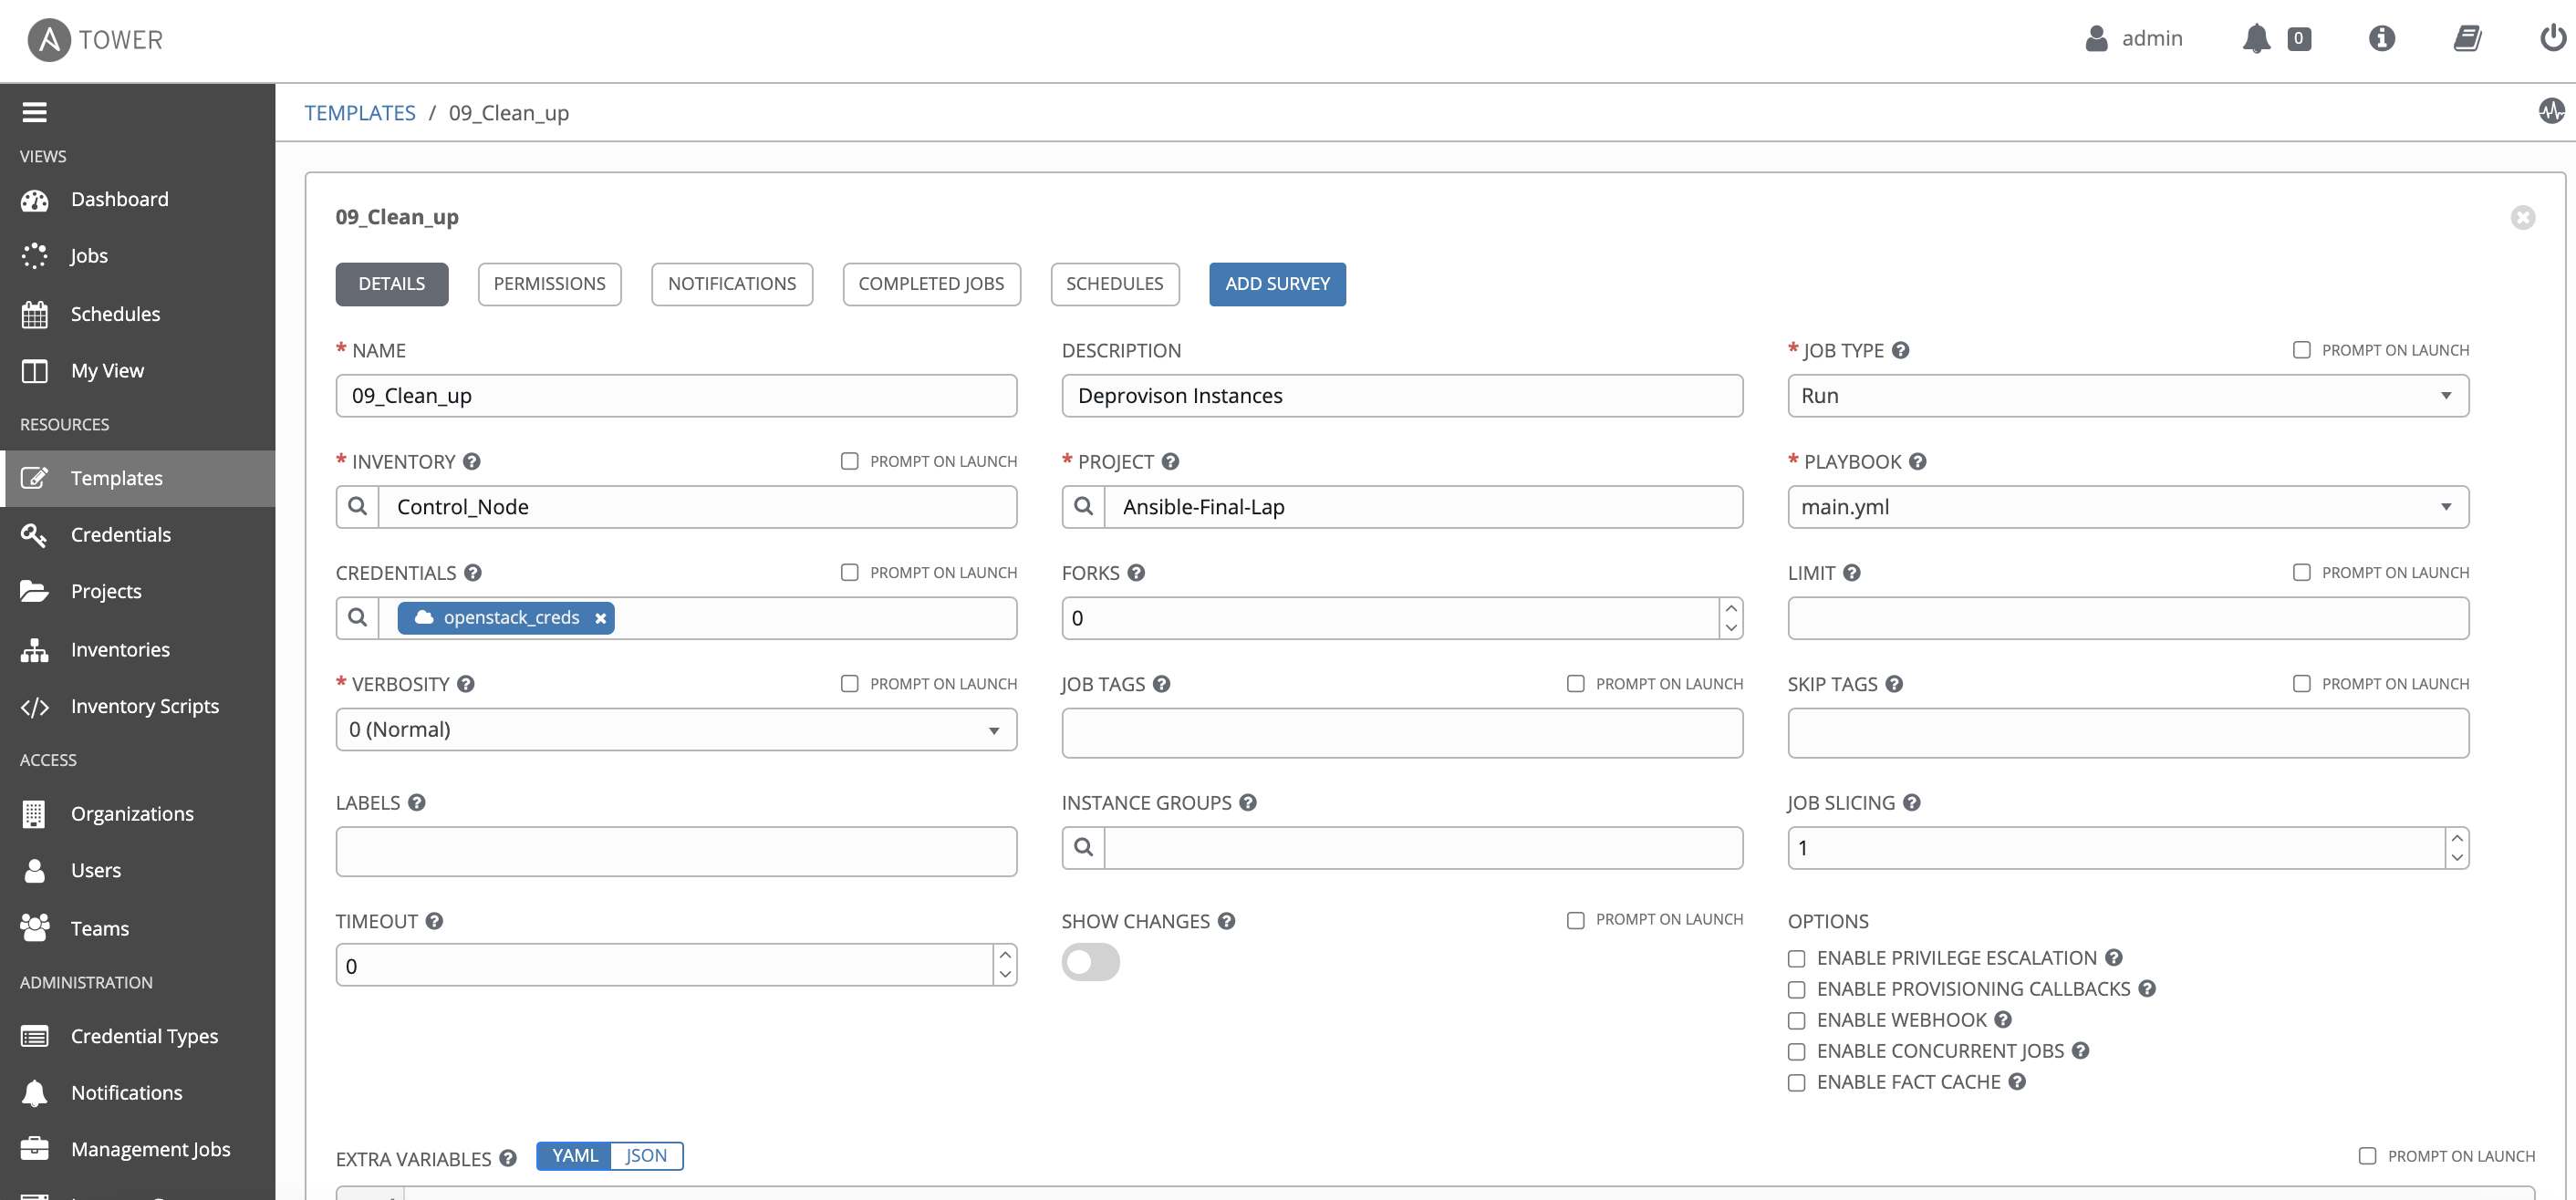 TOWER
admin
0
TEMPLATES / 09_Clean_up
VIEWS
Dashboard
Jobs
Schedules
My View
RESOURCES
Templates
Credentials
Projects
Inventories
Inventory Scripts
ACCESS
Organizations
Users
Teams
ADMINISTRATION
Credential Types
Notifications
Management Jobs
09_Clean_up
DETAILS PERMISSIONS NOTIFICATIONS COMPLETED JOBS SCHEDULES ADD SURVEY
* NAME
09_Clean_up
DESCRIPTION
Deprovison Instances
* JOB TYPE PROMPT ON LAUNCH
Run
* INVENTORY PROMPT ON LAUNCH
Control_Node
* PROJECT
Ansible-Final-Lap
* PLAYBOOK
main.yml
CREDENTIALS PROMPT ON LAUNCH
openstack_creds
FORKS
0
LIMIT PROMPT ON LAUNCH
* VERBOSITY PROMPT ON LAUNCH
0 (Normal)
JOB TAGS PROMPT ON LAUNCH
SKIP TAGS PROMPT ON LAUNCH
LABELS
INSTANCE GROUPS
JOB SLICING
1
TIMEOUT
0
SHOW CHANGES PROMPT ON LAUNCH
OPTIONS
ENABLE PRIVILEGE ESCALATION
ENABLE PROVISIONING CALLBACKS
ENABLE WEBHOOK
ENABLE CONCURRENT JOBS
ENABLE FACT CACHE
EXTRA VARIABLES YAML JSON PROMPT ON LAUNCH